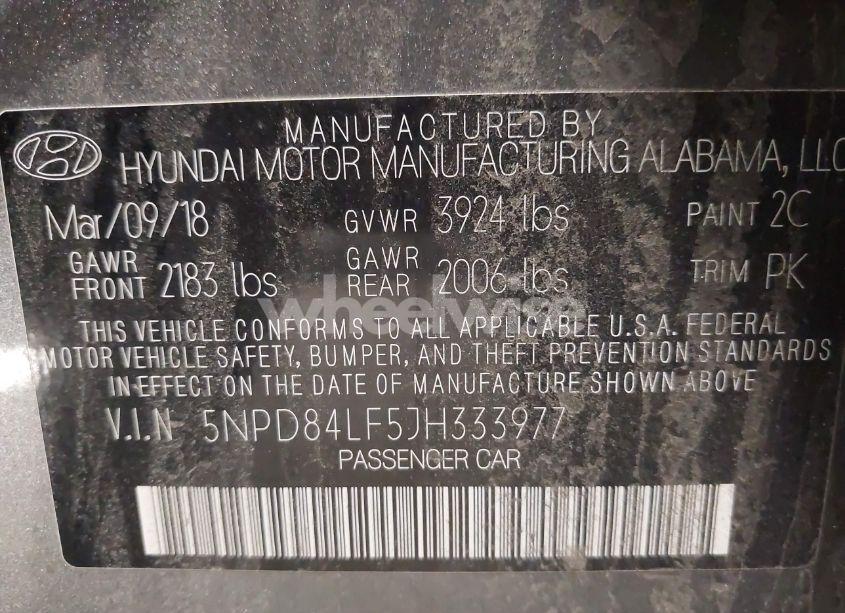 MANUFACTURED BY
HYUNDAI MOTOR MANUFACTURING ALABAMA, LLC
Mar/09/18 GVWR 3924 lbs PAINT 2C
GAWR FRONT 2183 lbs GAWR REAR 2006 lbs TRIM PK
wheelwise
THIS VEHICLE CONFORMS TO ALL APPLICABLE U.S.A. FEDERAL
MOTOR VEHICLE SAFETY, BUMPER, AND THEFT PREVENTION STANDARDS
IN EFFECT ON THE DATE OF MANUFACTURE SHOWN ABOVE
V.I.N 5NPD84LF5JH333977
PASSENGER CAR